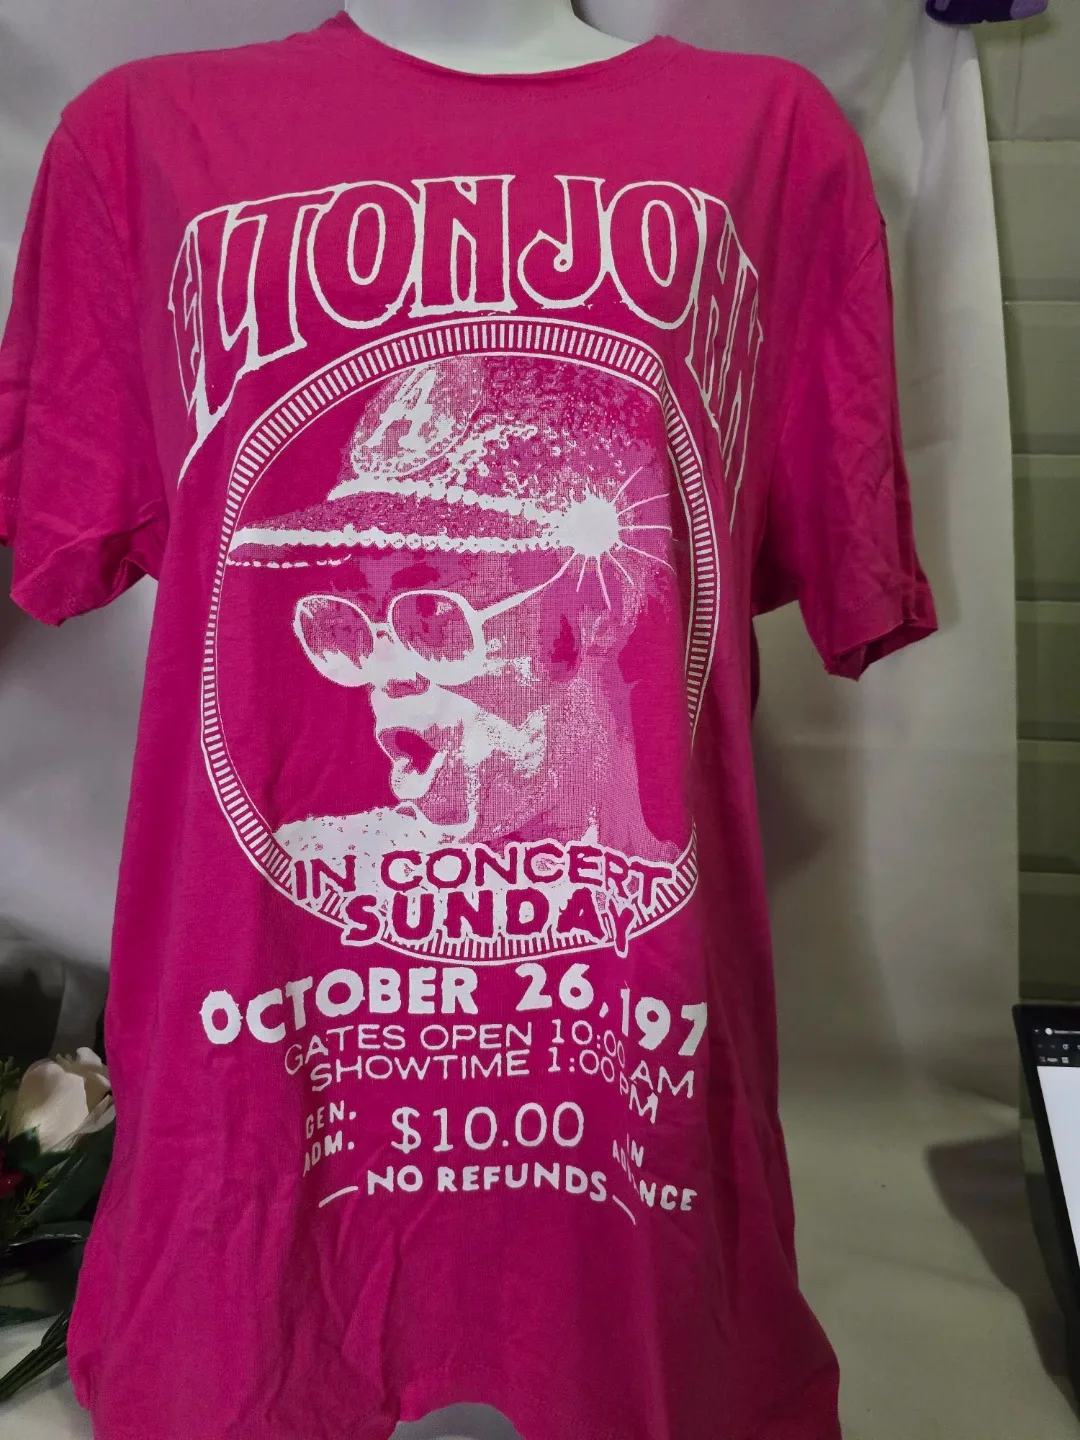 ELTON JOHN
A
IN CONCERT
SUNDAY
OCTOBER 26, 197
GATES OPEN 10:00 AM
SHOWTIME 1:00 PM
GEN. ADM. $10.00 IN ADVANCE
NO REFUNDS